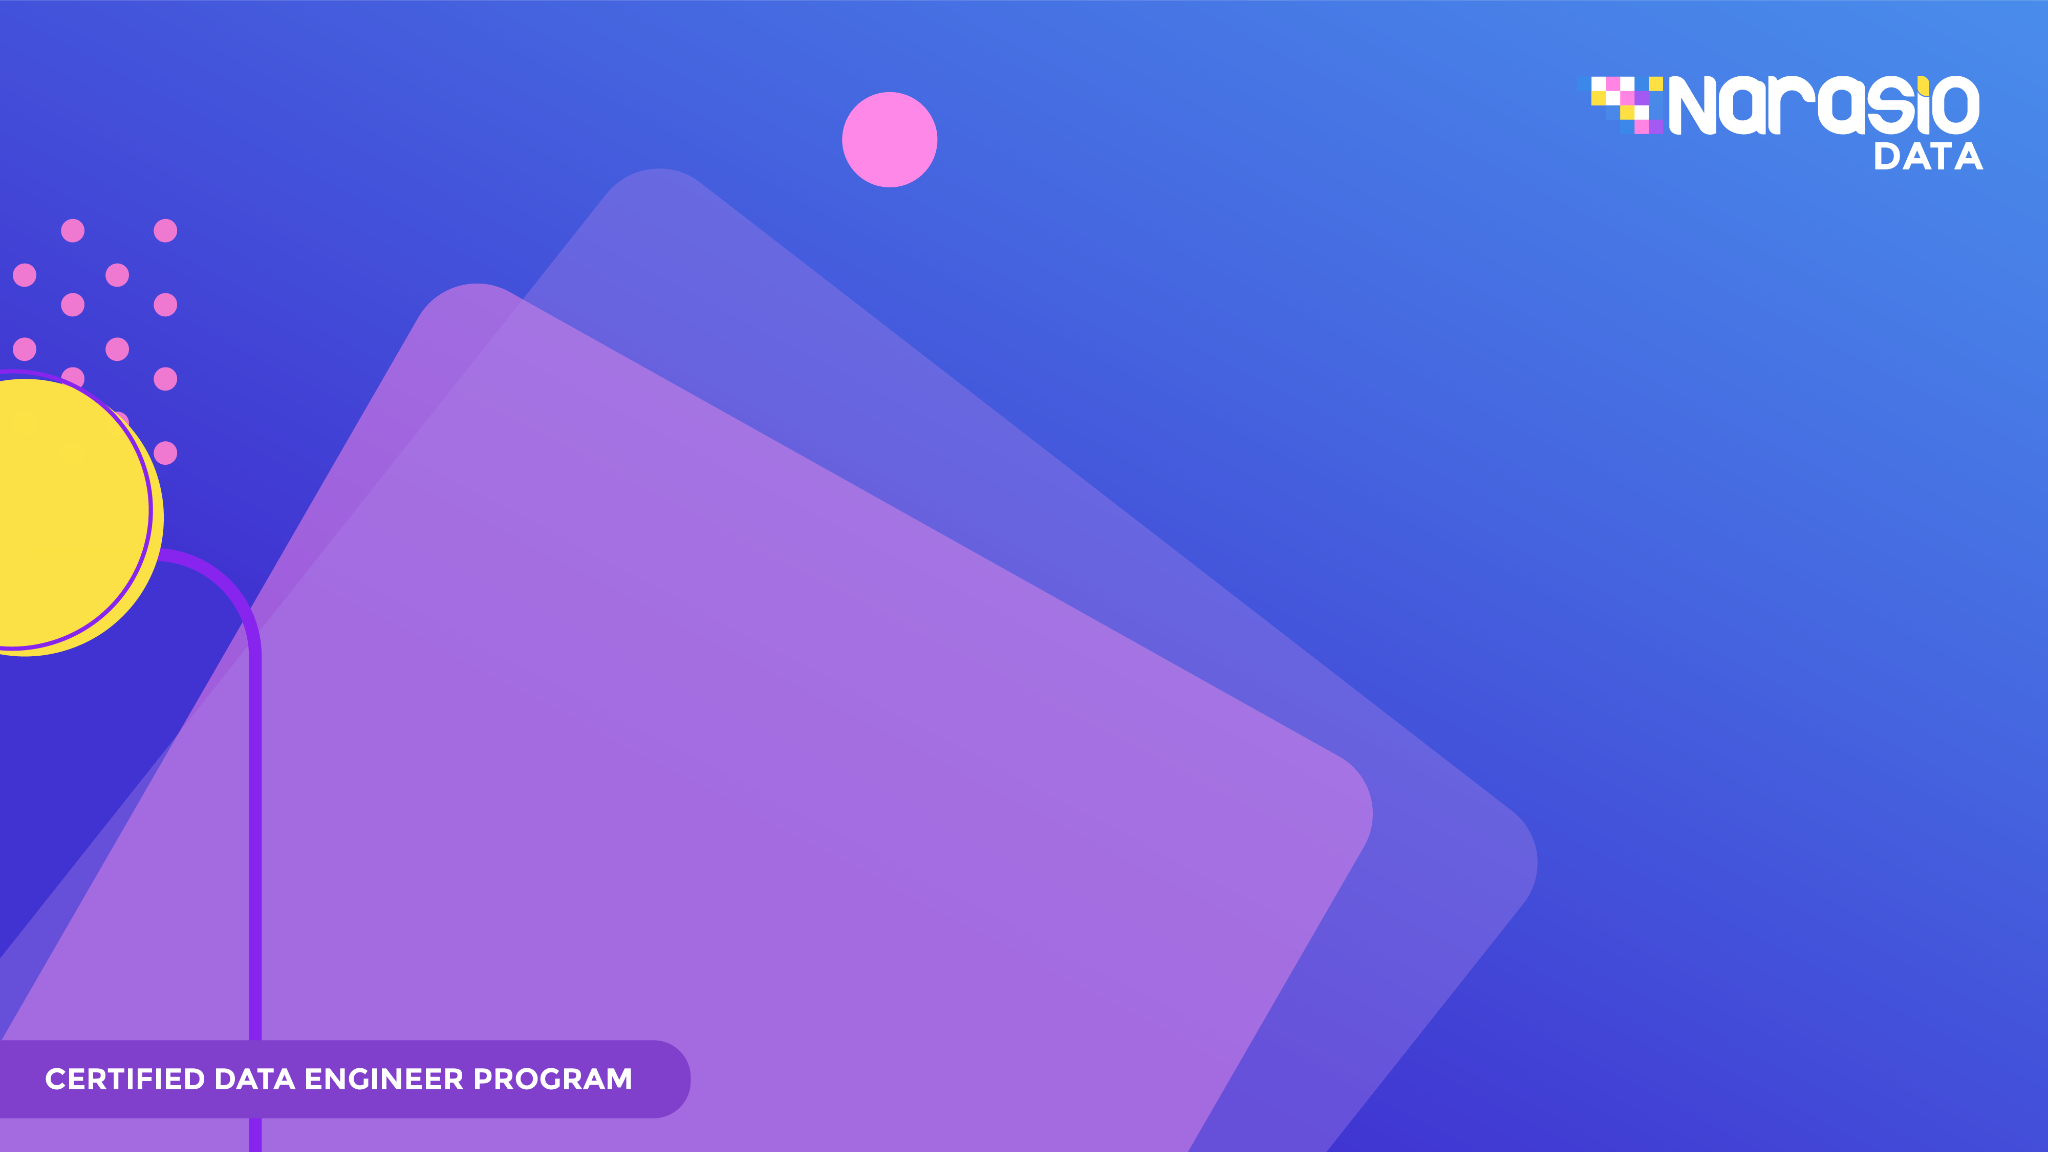 Narasio
DATA
CERTIFIED DATA ENGINEER PROGRAM